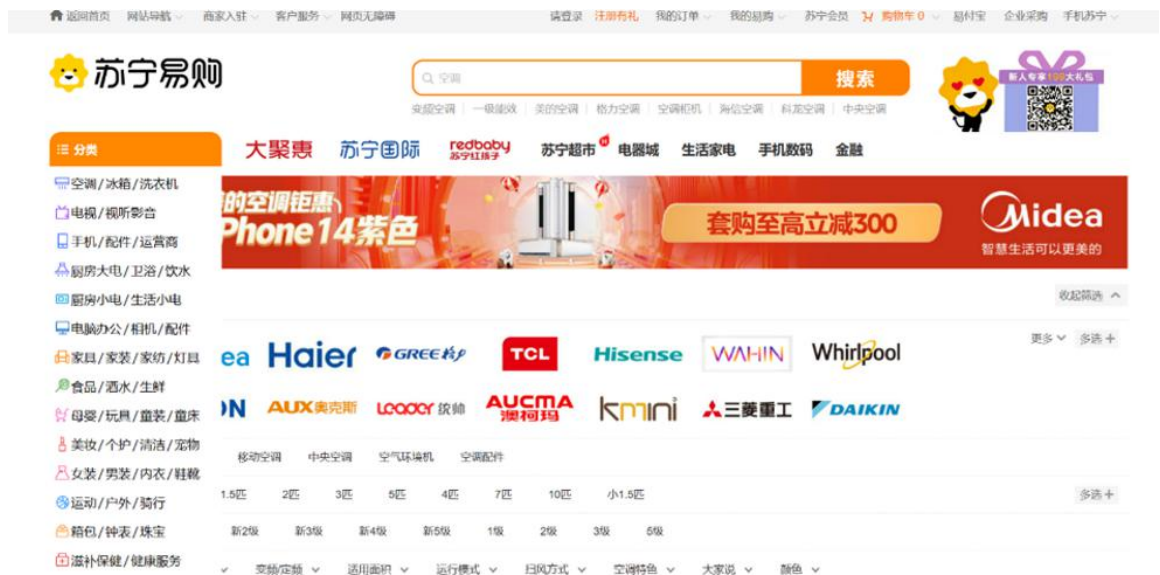 返回首页 网站导航 商家入驻 客户服务 网页无障碍 请登录 注册有礼 我的订单 我的易购 苏宁会员 购物车 0 易付宝 企业采购 手机苏宁
苏宁易购
空调 搜索
新人专享199大礼包
变频空调 一级能效 美的空调 格力空调 空调柜机 海信空调 科龙空调 中央空调
分类 大聚惠 苏宁国际 redbaby 苏宁红孩子 苏宁超市 电器城 生活家电 手机数码 金融
空调/冰箱/洗衣机
电视/视听影音
手机/配件/运营商
厨房大电/卫浴/饮水
厨房小电/生活小电
电脑办公/相机/配件
家具/家装/家纺/灯具
食品/酒水/生鲜
母婴/玩具/童装/童床
美妆/个护/清洁/宠物
女装/男装/内衣/鞋靴
运动/户外/骑行
箱包/钟表/珠宝
滋补保健/健康服务
的空调钜惠
Phone 14紫色
套购至高立减300
Midea
智慧生活可以更美的
收起筛选
ea Haier GREE格力 TCL Hisense WAHIN Whirlpool
更多 多选+
ON AUX奥克斯 Leader 统帅 AUCMA 澳柯玛 kmini 三菱重工 DAIKIN
移动空调 中央空调 空气环境机 空调配件
1.5匹 2匹 3匹 5匹 4匹 7匹 10匹 小1.5匹 多选+
新2级 新3级 新4级 新5级 1级 2级 3级 5级
变频/定频 适用面积 运行模式 扫风方式 空调特色 大家说 颜色